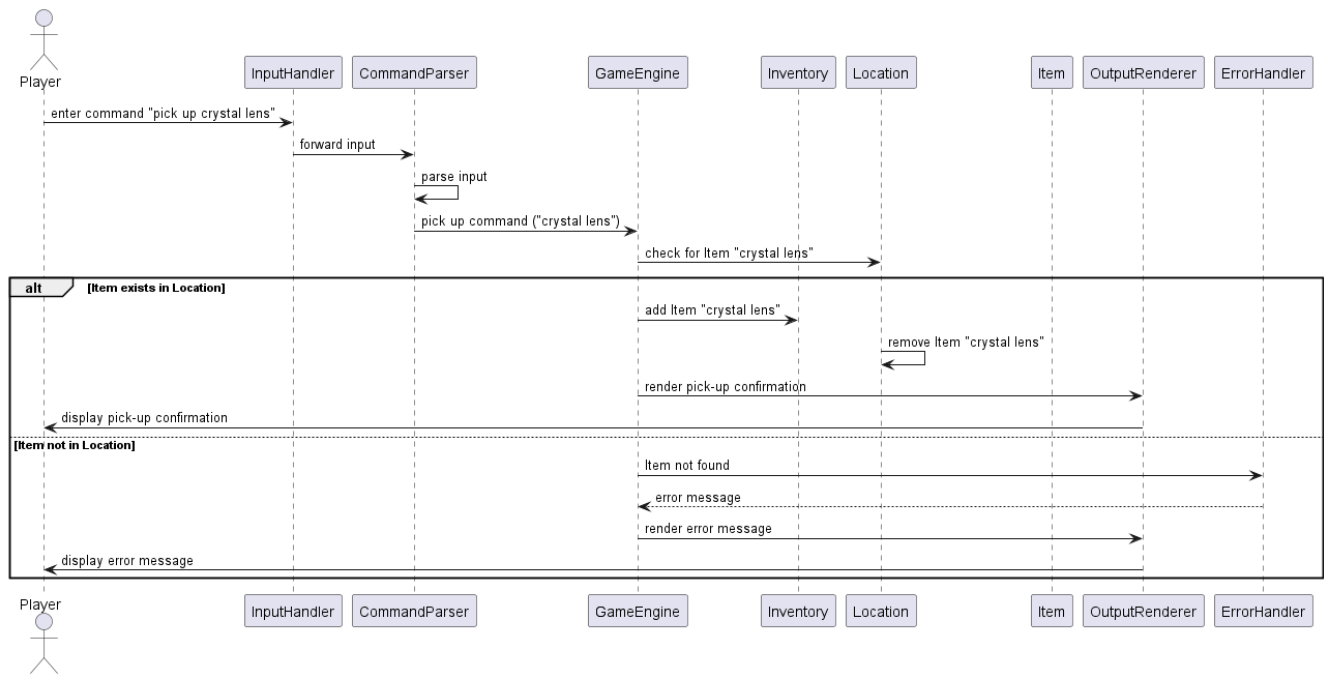 Player
InputHandler
CommandParser
GameEngine
Inventory
Location
Item
OutputRenderer
ErrorHandler
enter command "pick up crystal lens"
forward input
parse input
pick up command ("crystal lens")
check for Item "crystal lens"
alt
[Item exists in Location]
add Item "crystal lens"
remove Item "crystal lens"
render pick-up confirmation
display pick-up confirmation
[Item not in Location]
Item not found
error message
render error message
display error message
Player
InputHandler
CommandParser
GameEngine
Inventory
Location
Item
OutputRenderer
ErrorHandler